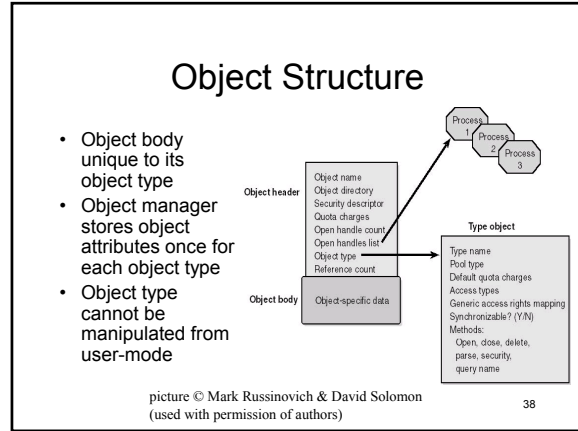 Object Structure
• Object body
unique to its
object type
• Object manager
stores object
attributes once for
each object type
• Object type
cannot be
manipulated from
user-mode
Process
1
Process
2
Process
3
Object header
Object name
Object directory
Security descriptor
Quota charges
Open handle count
Open handles list
Object type
Reference count
Object body
Object-specific data
Type object
Type name
Pool type
Default quota charges
Access types
Generic access rights mapping
Synchronizable? (Y/N)
Methods:
Open, close, delete,
parse, security,
query name
picture © Mark Russinovich & David Solomon
(used with permission of authors)
38